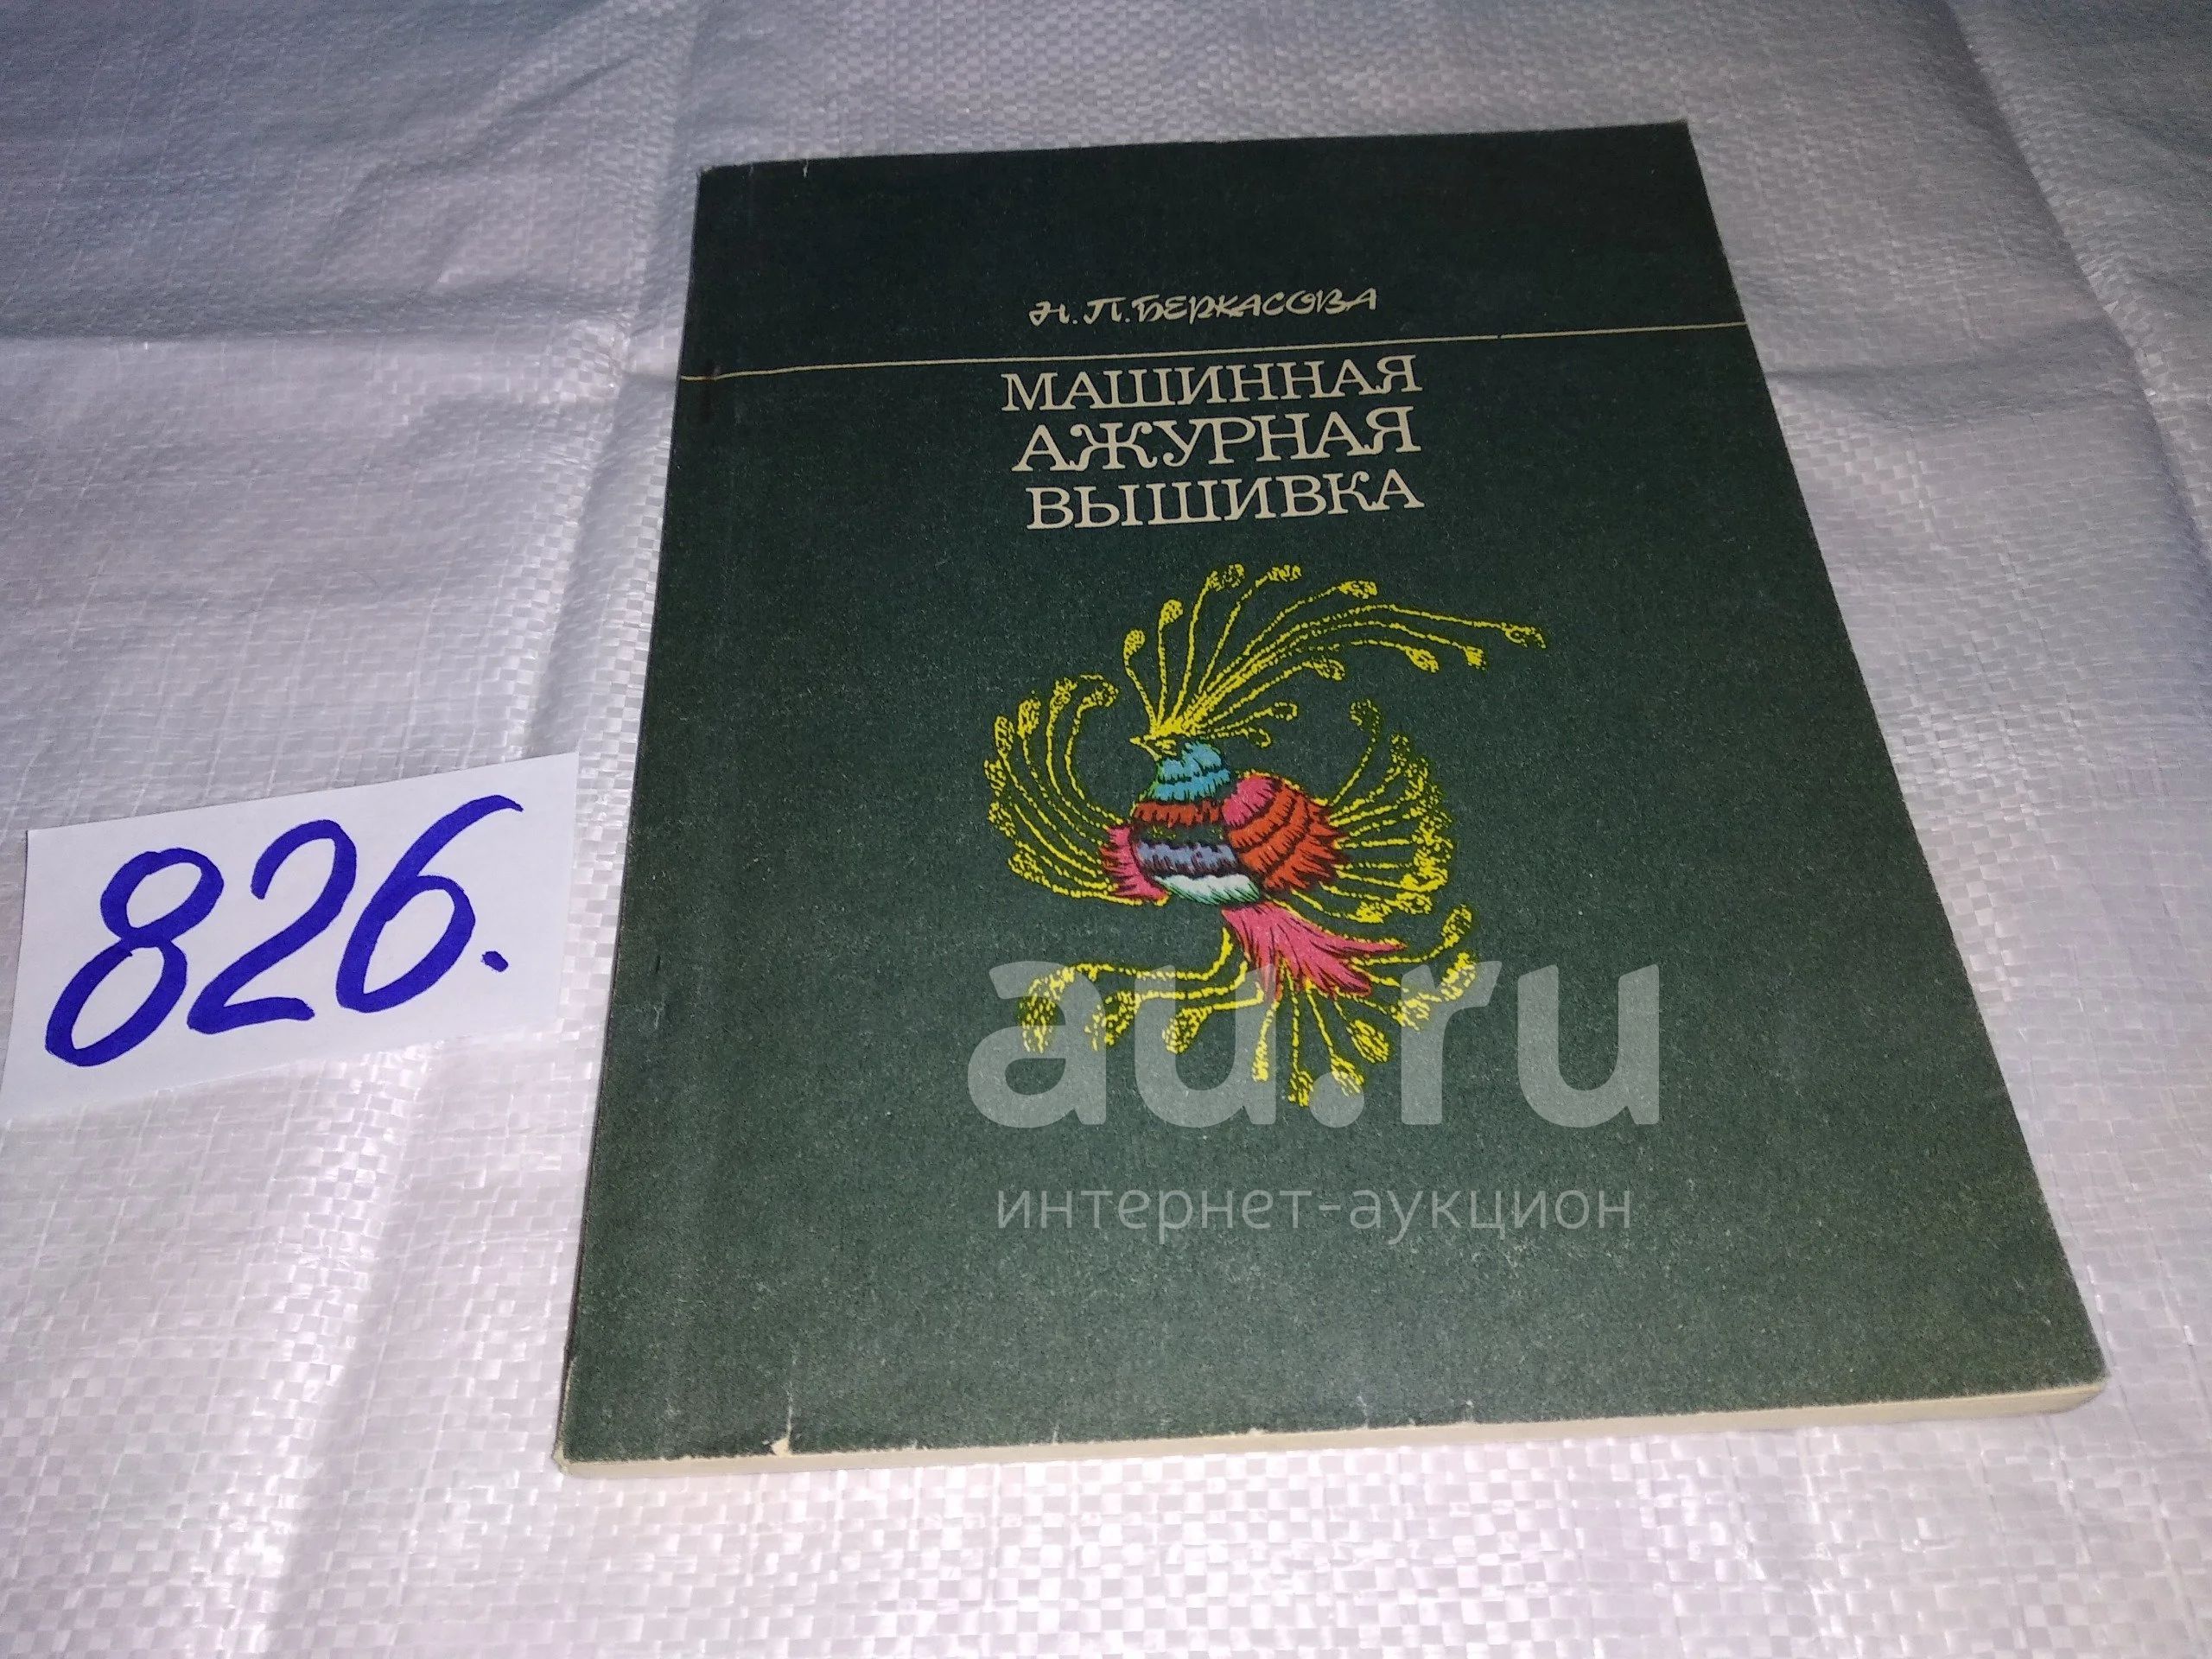 Н. П. БЕРКАСОВА
МАШИННАЯ
АЖУРНАЯ
ВЫШИВКА
826.
au.ru
интернет-аукцион